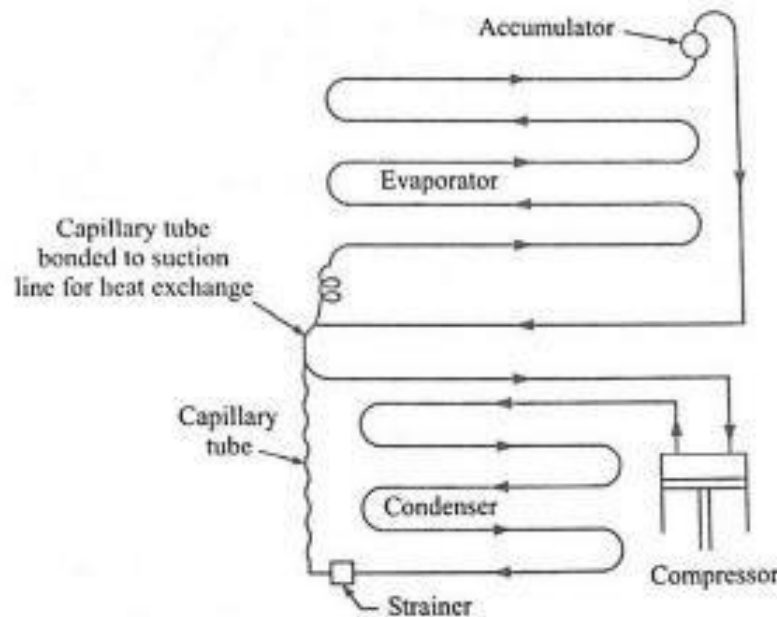 Accumulator
Evaporator
Capillary tube
bonded to suction
line for heat exchange
Capillary
tube
Condenser
Compressor
Strainer